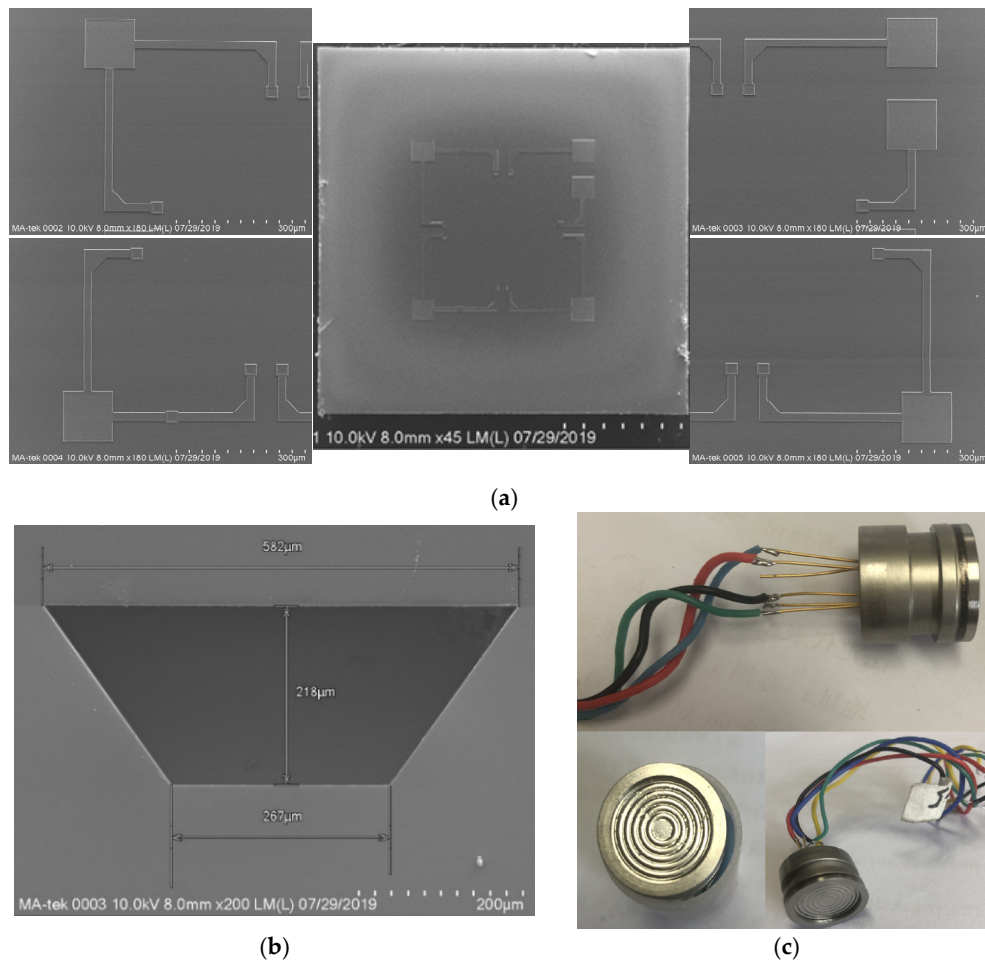 MA-tek 0002 10.0kV 8.0mm x180 LM(L) 07/29/2019 300µm
MA-tek 0003 10.0kV 8.0mm x180 LM(L) 07/29/2019 300µm
MA-tek 0004 10.0kV 8.0mm x180 LM(L) 07/29/2019 300µm
1 10.0kV 8.0mm x45 LM(L) 07/29/2019
MA-tek 0005 10.0kV 8.0mm x180 LM(L) 07/29/2019 300µm
(a)
582µm
218µm
267µm
MA-tek 0003 10.0kV 8.0mm x200 LM(L) 07/29/2019 200µm
(b)
(c)